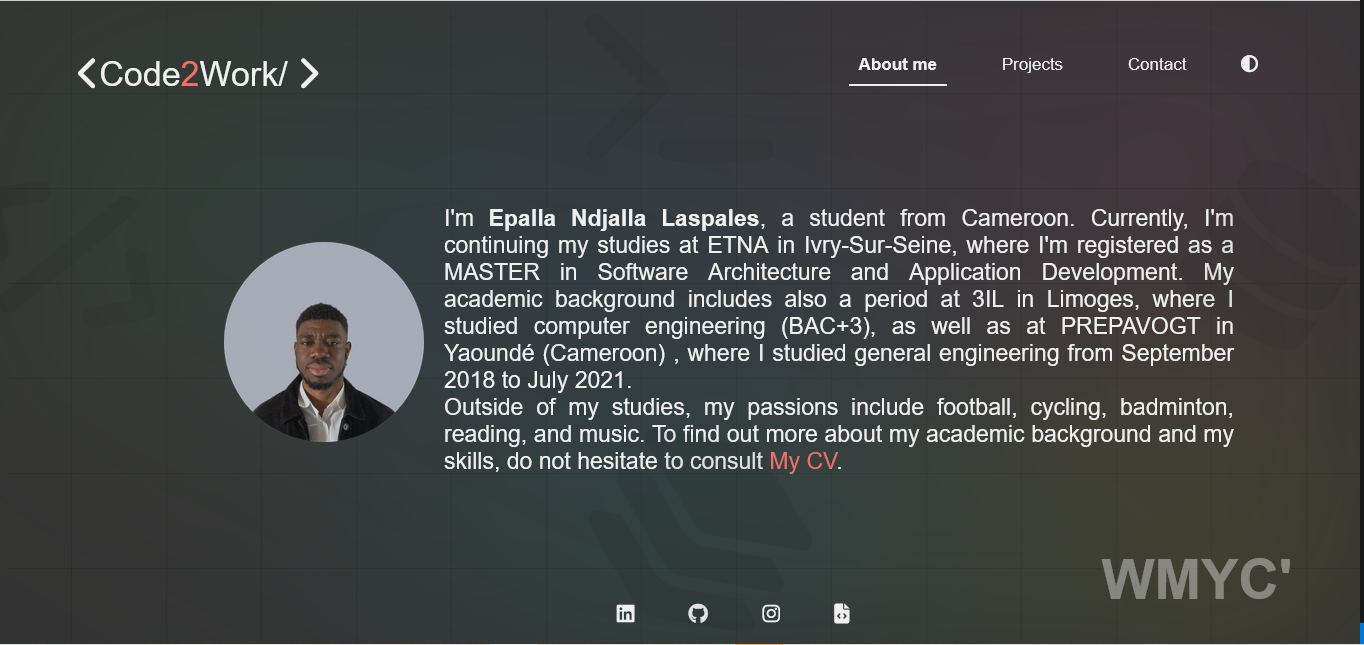 <Code2Work/ >
About me
Projects
Contact
I'm Epalla Ndjalla Laspales, a student from Cameroon. Currently, I'm
continuing my studies at ETNA in Ivry-Sur-Seine, where I'm registered as a
MASTER in Software Architecture and Application Development. My
academic background includes also a period at 3IL in Limoges, where I
studied computer engineering (BAC+3), as well as at PREPAVOGT in
Yaoundé (Cameroon) , where I studied general engineering from September
2018 to July 2021.
Outside of my studies, my passions include football, cycling, badminton,
reading, and music. To find out more about my academic background and my
skills, do not hesitate to consult My CV.
WMYC'